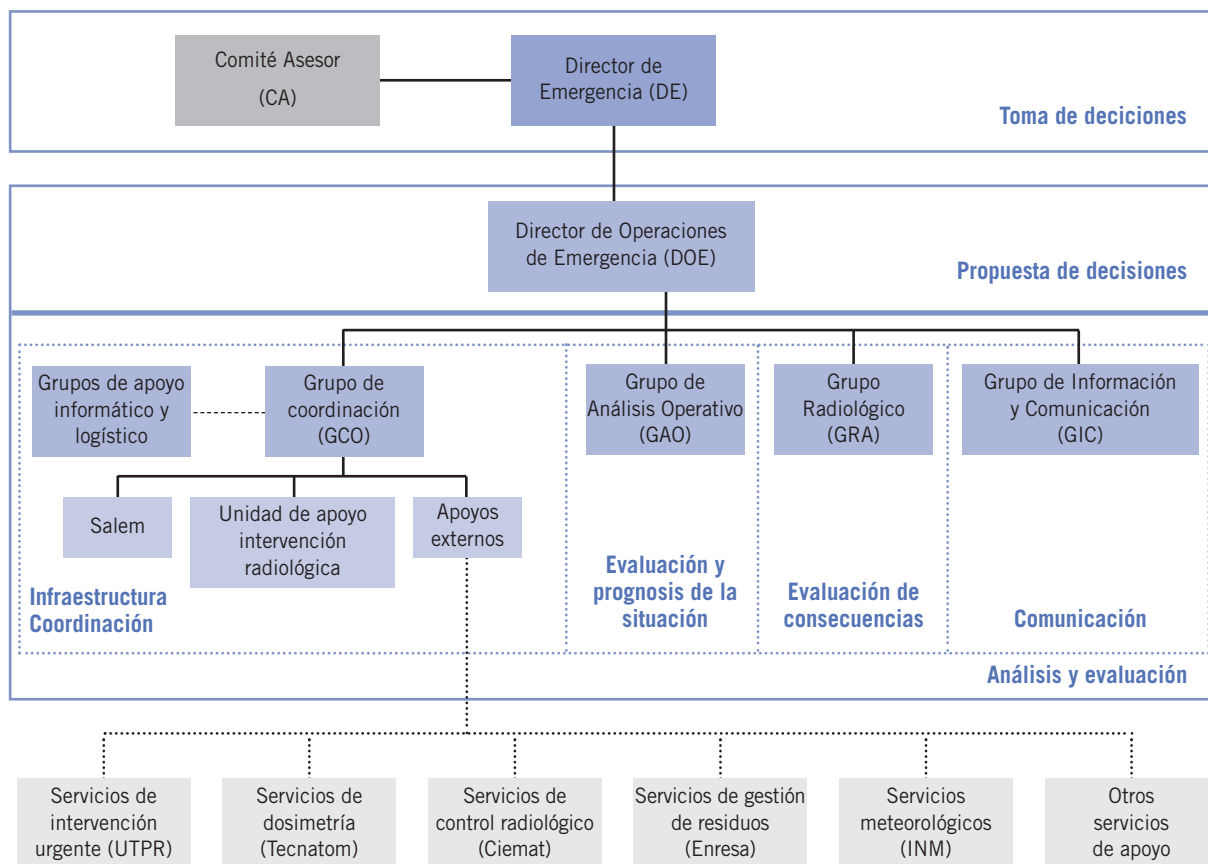 Comité Asesor
(CA)
Director de
Emergencia (DE)
Toma de deciciones
Director de Operaciones
de Emergencia (DOE)
Propuesta de decisiones
Grupos de apoyo
informático y
logístico
Grupo de
coordinación
(GCO)
Grupo de
Análisis Operativo
(GAO)
Grupo
Radiológico
(GRA)
Grupo de Información
y Comunicación
(GIC)
Salem
Unidad de apoyo
intervención
radiológica
Apoyos
externos
Infraestructura
Coordinación
Evaluación y
prognosis de la
situación
Evaluación de
consecuencias
Comunicación
Análisis y evaluación
Servicios de
intervención
urgente (UTPR)
Servicios de
dosimetría
(Tecnatom)
Servicios de
control radiológico
(Ciemat)
Servicios de gestión
de residuos
(Enresa)
Servicios
meteorológicos
(INM)
Otros
servicios
de apoyo